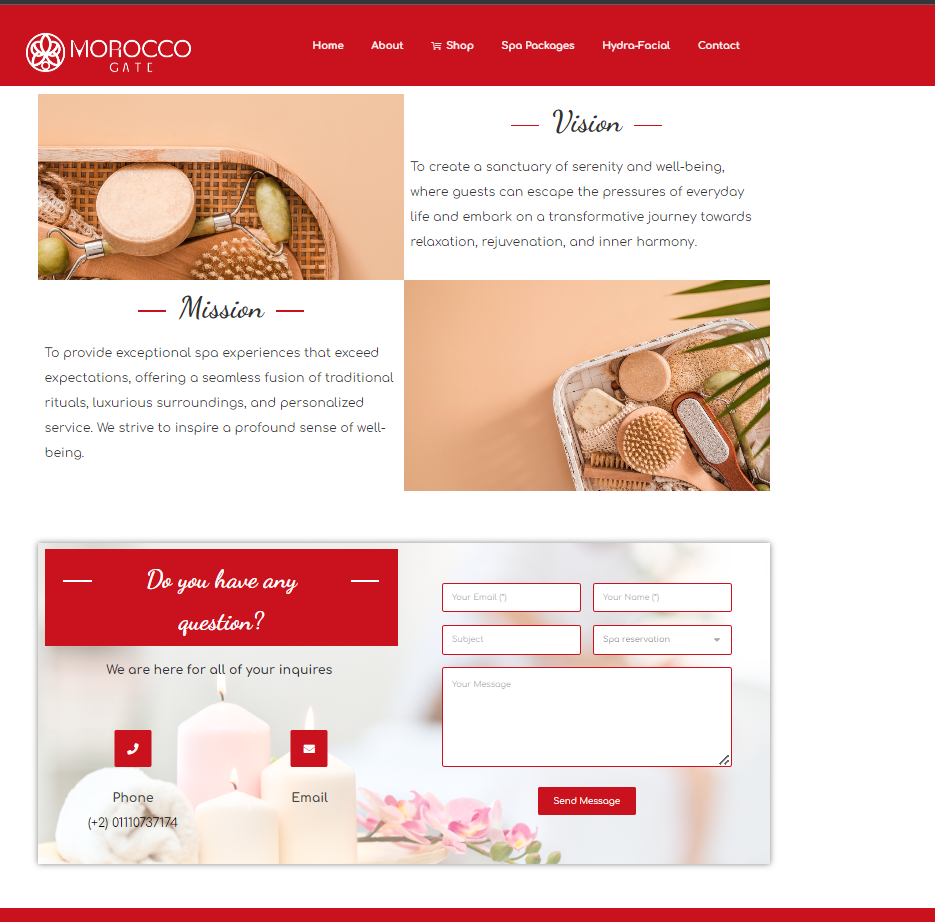 MOROCCO
GATE
Home About Shop Spa Packages Hydra-Facial Contact
Vision
To create a sanctuary of serenity and well-being,
where guests can escape the pressures of everyday
life and embark on a transformative journey towards
relaxation, rejuvenation, and inner harmony.
Mission
To provide exceptional spa experiences that exceed
expectations, offering a seamless fusion of traditional
rituals, luxurious surroundings, and personalized
service. We strive to inspire a profound sense of well-
being.
Do you have any
question?
We are here for all of your inquires
Phone
(+2) 01110737174
Email
Your Email (*)
Your Name (*)
Subject
Spa reservation
Your Message
Send Message